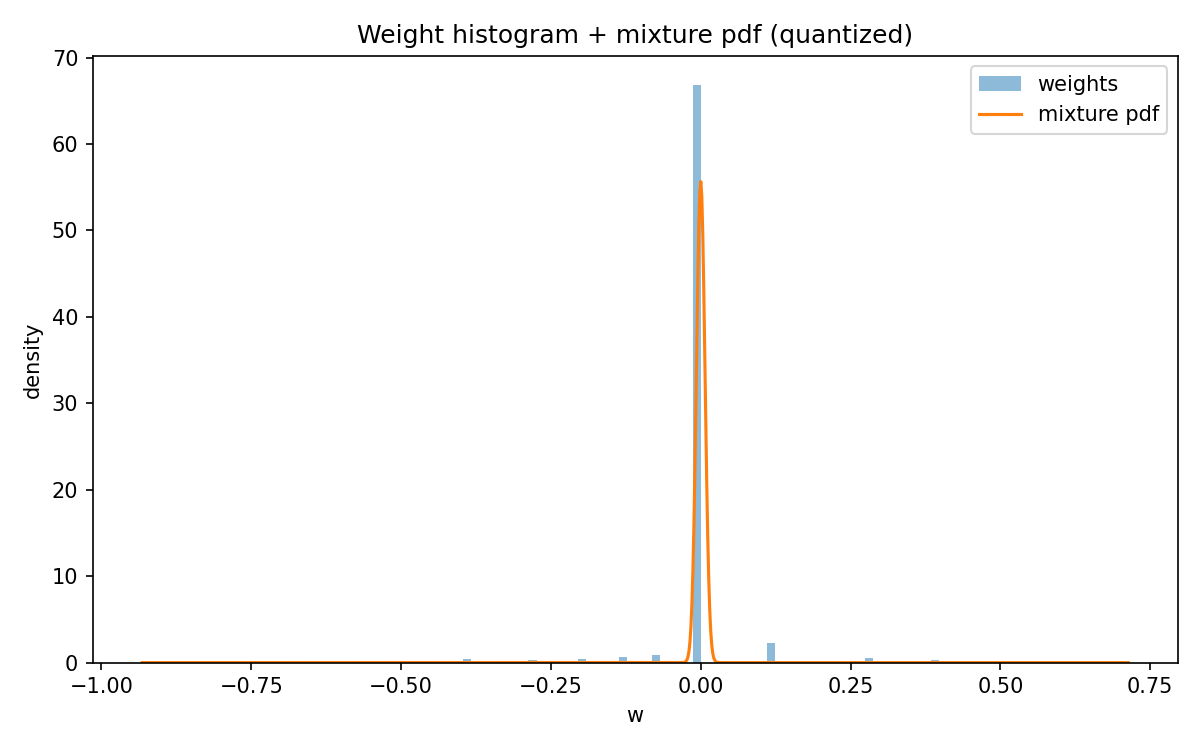 Weight histogram + mixture pdf (quantized)
weights
mixture pdf
density
70
60
50
40
30
20
10
0
−1.00 −0.75 −0.50 −0.25 0.00 0.25 0.50 0.75
w